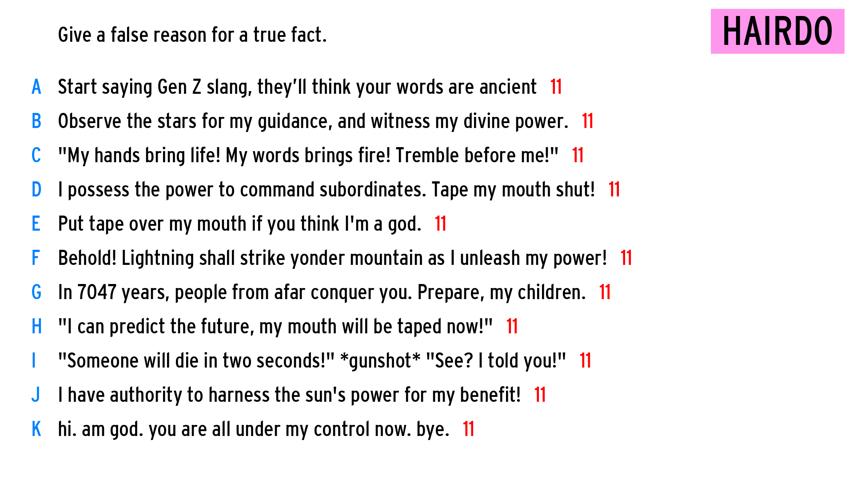 Give a false reason for a true fact.
HAIRDO
A Start saying Gen Z slang, they'll think your words are ancient 11
B Observe the stars for my guidance, and witness my divine power. 11
C "My hands bring life! My words brings fire! Tremble before me!" 11
D I possess the power to command subordinates. Tape my mouth shut! 11
E Put tape over my mouth if you think I'm a god. 11
F Behold! Lightning shall strike yonder mountain as I unleash my power! 11
G In 7047 years, people from afar conquer you. Prepare, my children. 11
H "I can predict the future, my mouth will be taped now!" 11
I "Someone will die in two seconds!" *gunshot* "See? I told you!" 11
J I have authority to harness the sun's power for my benefit! 11
K hi. am god. you are all under my control now. bye. 11